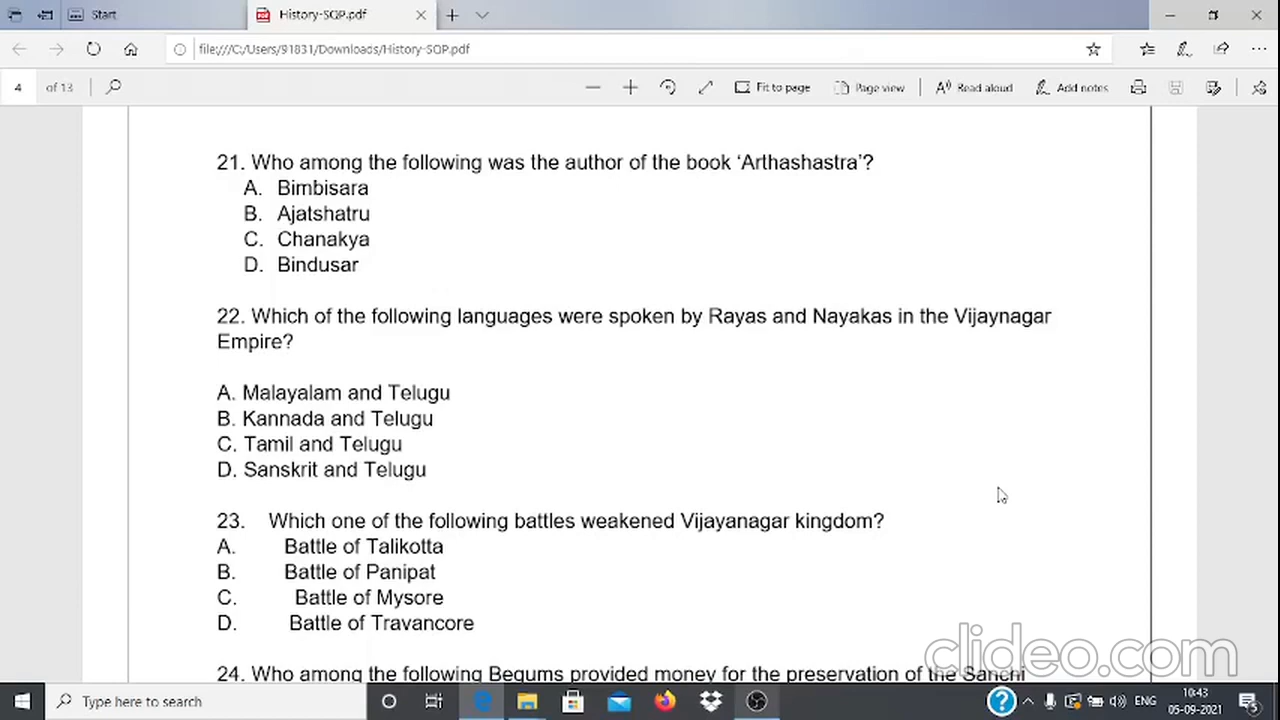 Start
History-SQP.pdf
file:///C:/Users/91831/Downloads/History-SQP.pdf
4 of 13
Fit to page
Page view
Read aloud
Add notes
21. Who among the following was the author of the book ‘Arthashastra’?
A. Bimbisara
B. Ajatshatru
C. Chanakya
D. Bindusar
22. Which of the following languages were spoken by Rayas and Nayakas in the Vijaynagar
Empire?
A. Malayalam and Telugu
B. Kannada and Telugu
C. Tamil and Telugu
D. Sanskrit and Telugu
23. Which one of the following battles weakened Vijayanagar kingdom?
A. Battle of Talikotta
B. Battle of Panipat
C. Battle of Mysore
D. Battle of Travancore
24. Who among the following Begums provided money for the preservation of the Sanchi
clideo.com
Type here to search
ENG
10:43
05-09-2021
5